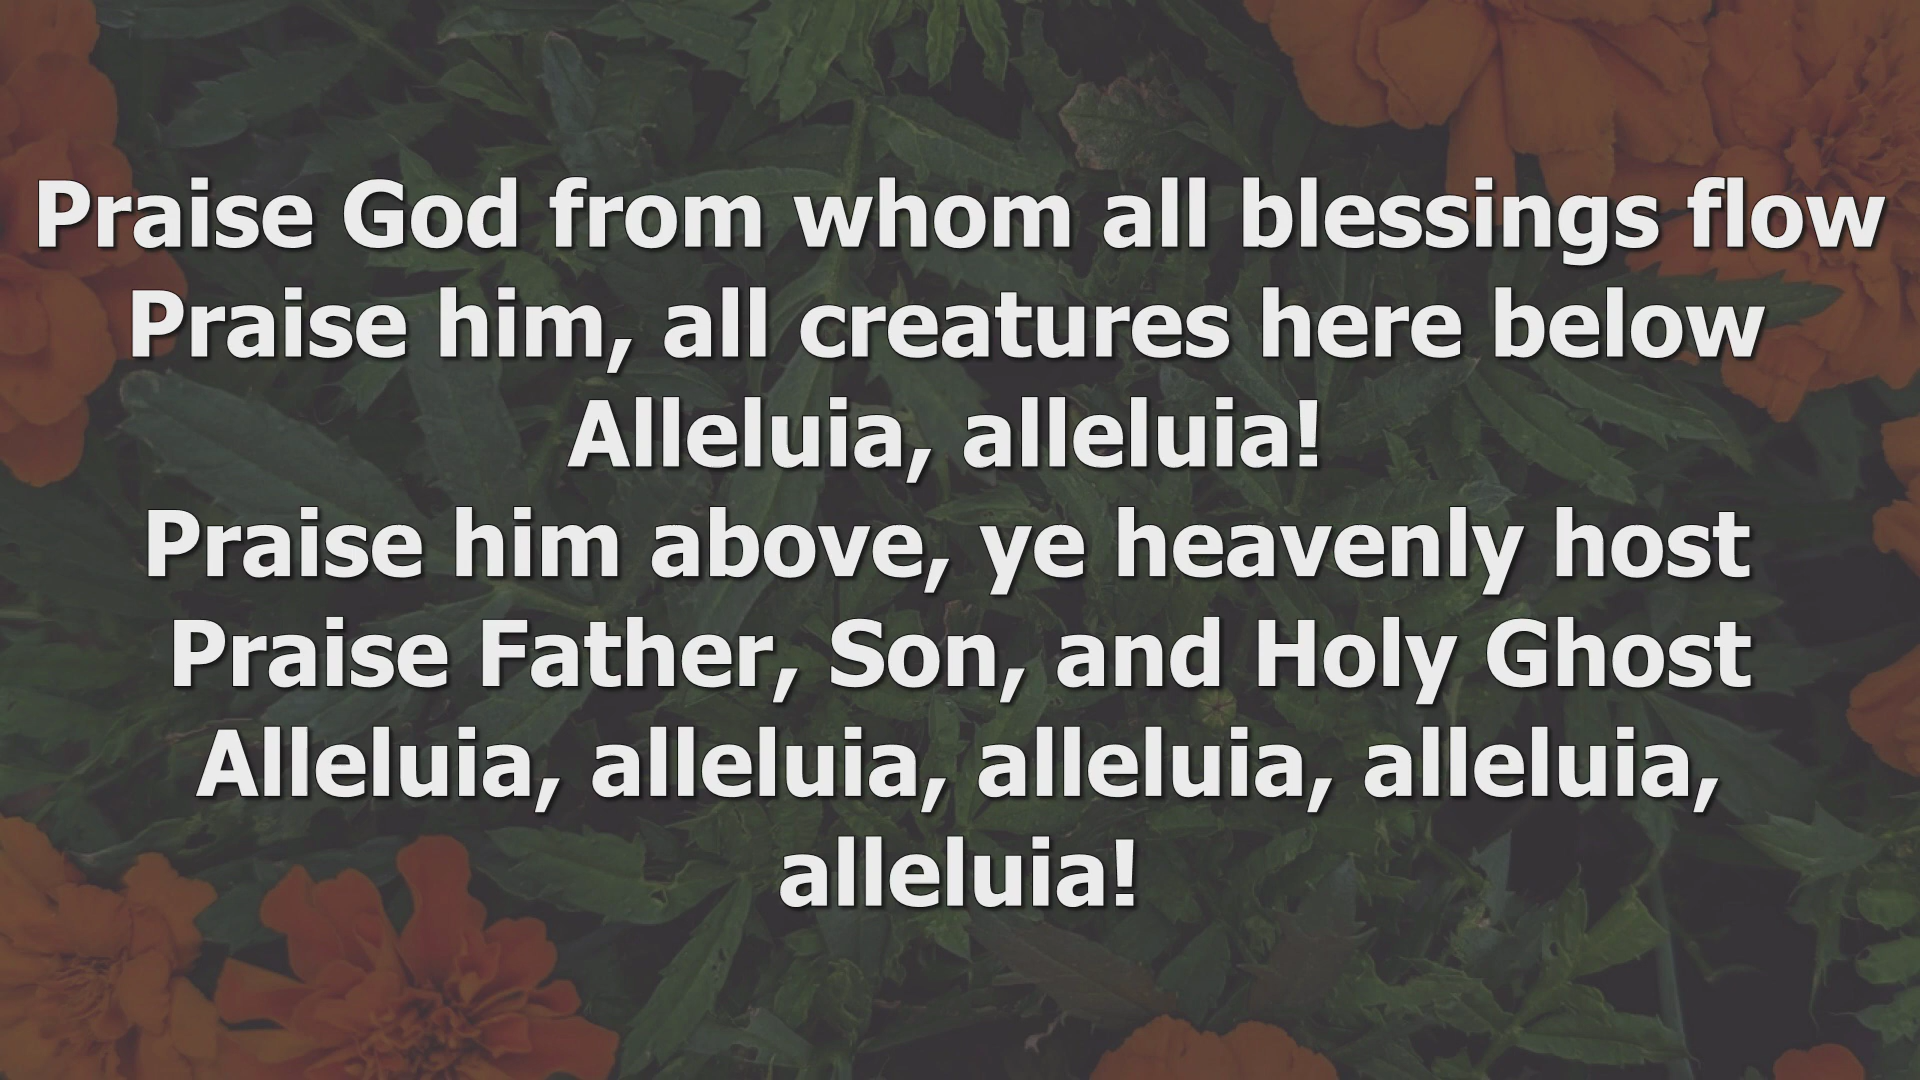 Praise God from whom all blessings flow
Praise him, all creatures here below
Alleluia, alleluia!
Praise him above, ye heavenly host
Praise Father, Son, and Holy Ghost
Alleluia, alleluia, alleluia, alleluia,
alleluia!